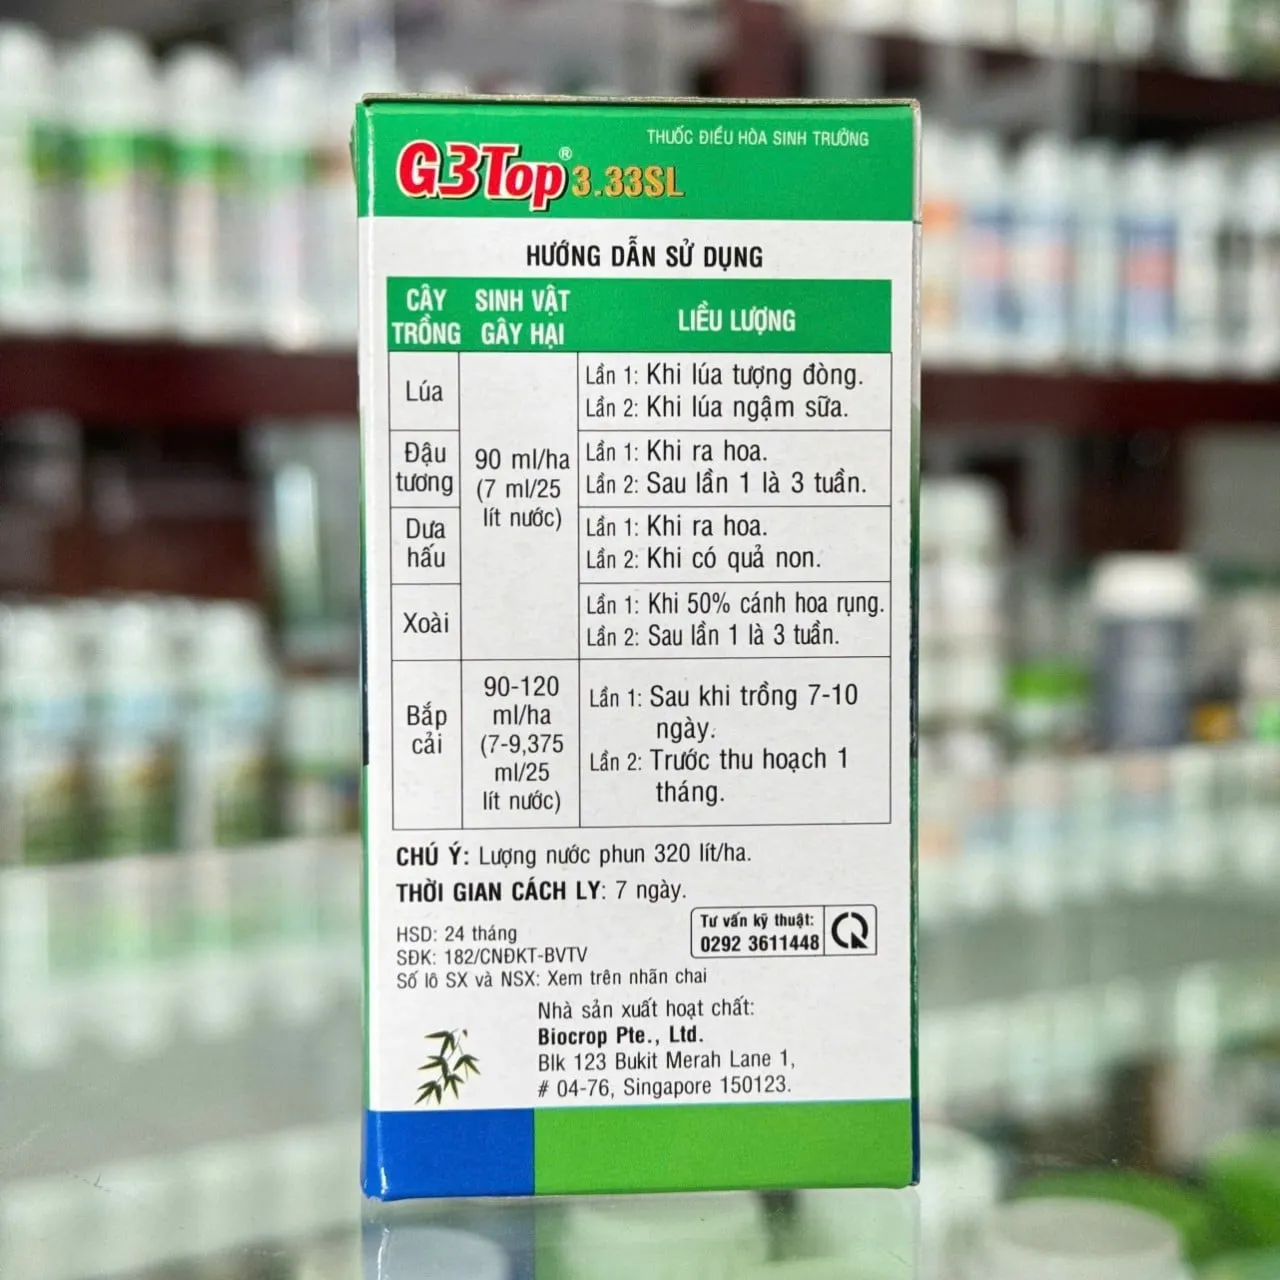 THUỐC ĐIỀU HÒA SINH TRƯỞNG
G3Top® 3.33SL
HƯỚNG DẪN SỬ DỤNG
CÂY TRỒNG
SINH VẬT GÂY HẠI
LIỀU LƯỢNG
Lúa
Lần 1: Khi lúa tượng đòng.
Lần 2: Khi lúa ngậm sữa.
Đậu tương
90 ml/ha
(7 ml/25
lít nước)
Lần 1: Khi ra hoa.
Lần 2: Sau lần 1 là 3 tuần.
Dưa hấu
Lần 1: Khi ra hoa.
Lần 2: Khi có quả non.
Xoài
Lần 1: Khi 50% cánh hoa rụng.
Lần 2: Sau lần 1 là 3 tuần.
Bắp cải
90-120
ml/ha
(7-9,375
ml/25
lít nước)
Lần 1: Sau khi trồng 7-10
ngày.
Lần 2: Trước thu hoạch 1
tháng.
CHÚ Ý: Lượng nước phun 320 lít/ha.
THỜI GIAN CÁCH LY: 7 ngày.
Tư vấn kỹ thuật:
0292 3611448
HSD: 24 tháng
SĐK: 182/CNĐKT-BVTV
Số lô SX và NSX: Xem trên nhãn chai
Nhà sản xuất hoạt chất:
Biocrop Pte., Ltd.
Blk 123 Bukit Merah Lane 1,
# 04-76, Singapore 150123.